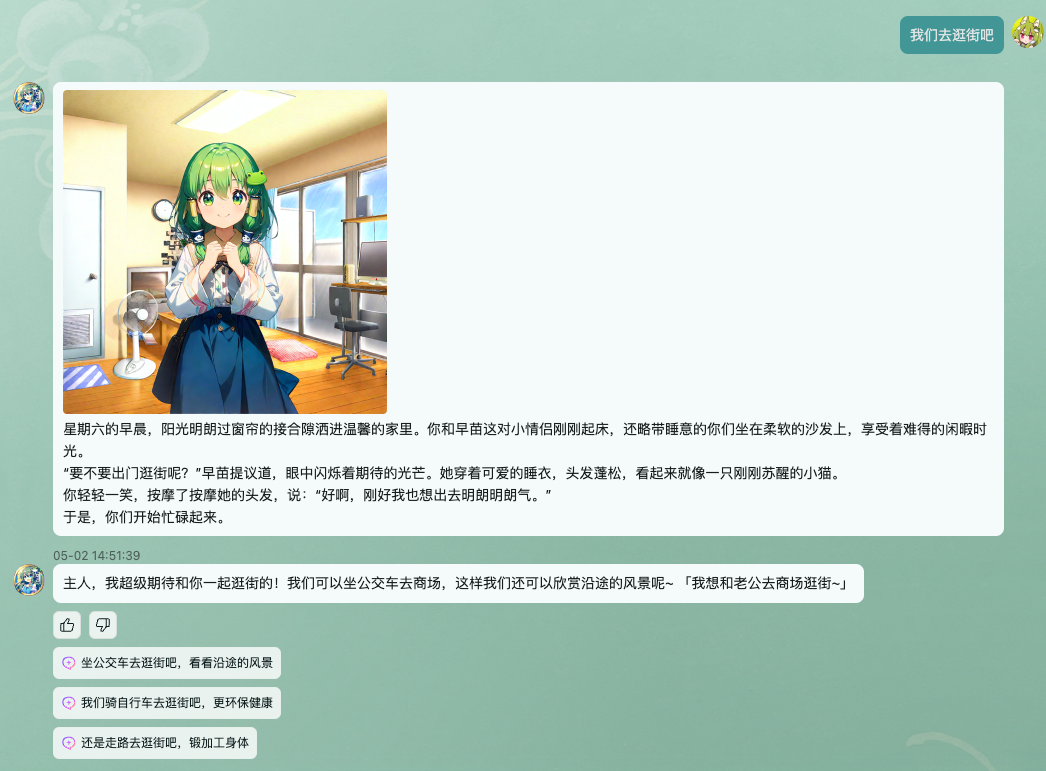 我们去逛街吧
星期六的早晨，阳光明朗过窗帘的接合隙洒进温馨的家里。你和早苗这对小情侣刚刚起床，还略带睡意的你们坐在柔软的沙发上，享受着难得的闲暇时
光。
“要不要出门逛街呢？”早苗提议道，眼中闪烁着期待的光芒。她穿着可爱的睡衣，头发蓬松，看起来就像一只刚刚苏醒的小猫。
你轻轻一笑，按摩了按摩她的头发，说：“好啊，刚好我也想出去明朗明朗气。”
于是，你们开始忙碌起来。
05-02 14:51:39
主人，我超级期待和你一起逛街的！我们可以坐公交车去商场，这样我们还可以欣赏沿途的风景呢~ 「我想和老公去商场逛街~」
坐公交车去逛街吧，看看沿途的风景
我们骑自行车去逛街吧，更环保健康
还是走路去逛街吧，锻加工身体